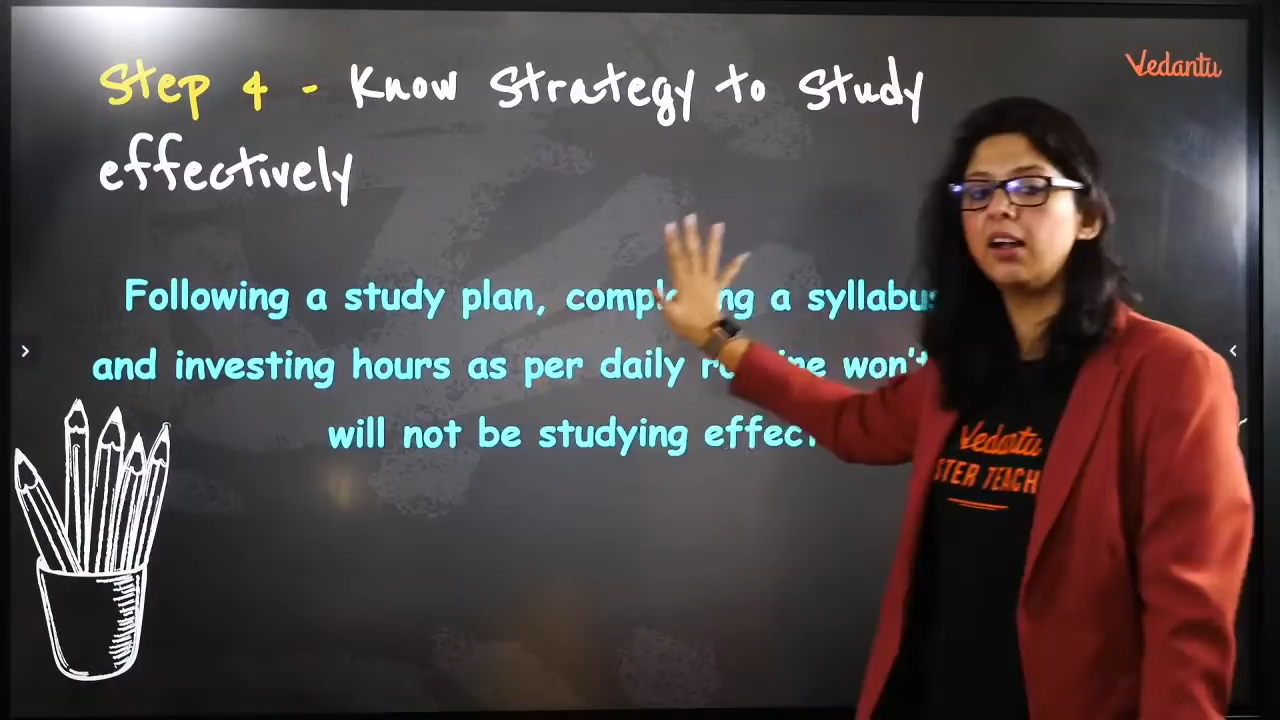 Step 4 - Know Strategy to Study
effectively
Vedantu
Following a study plan, a syllabus
and investing hours as per daily won't
will not be studying
Vedantu